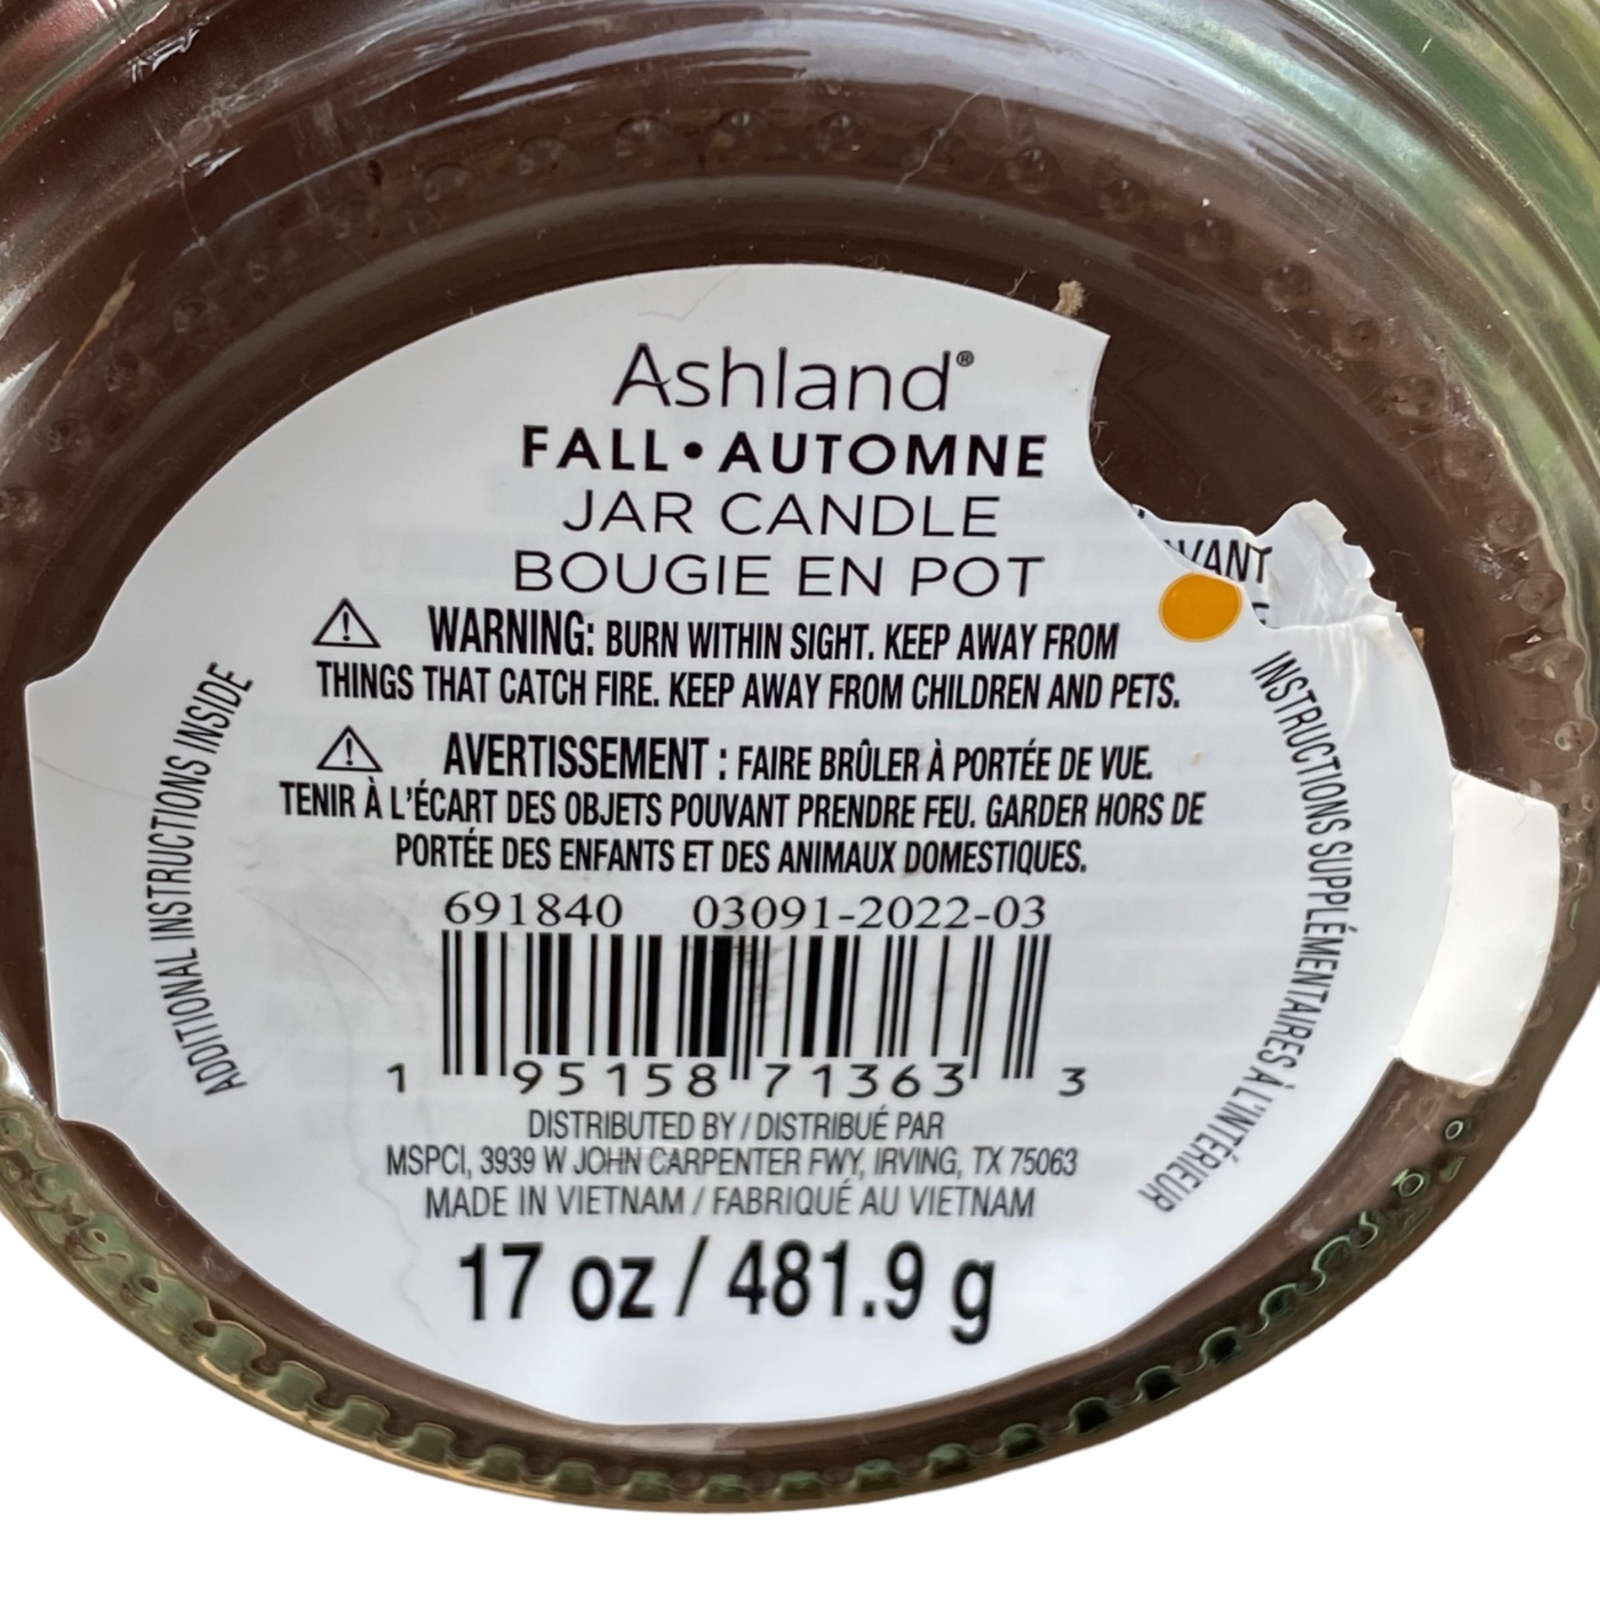 Ashland®
FALL • AUTOMNE
JAR CANDLE
BOUGIE EN POT
⚠ WARNING: BURN WITHIN SIGHT. KEEP AWAY FROM
THINGS THAT CATCH FIRE. KEEP AWAY FROM CHILDREN AND PETS.
⚠ AVERTISSEMENT : FAIRE BRÛLER À PORTÉE DE VUE.
TENIR À L'ÉCART DES OBJETS POUVANT PRENDRE FEU. GARDER HORS DE
PORTÉE DES ENFANTS ET DES ANIMAUX DOMESTIQUES.
691840 03091-2022-03
1 95158 71363 3
DISTRIBUTED BY / DISTRIBUÉ PAR
MSPCI, 3939 W JOHN CARPENTER FWY, IRVING, TX 75063
MADE IN VIETNAM / FABRIQUÉ AU VIETNAM
17 oz / 481.9 g
ADDITIONAL INSTRUCTIONS INSIDE
INSTRUCTIONS SUPPLÉMENTAIRES À L'INTÉRIEUR
VANT